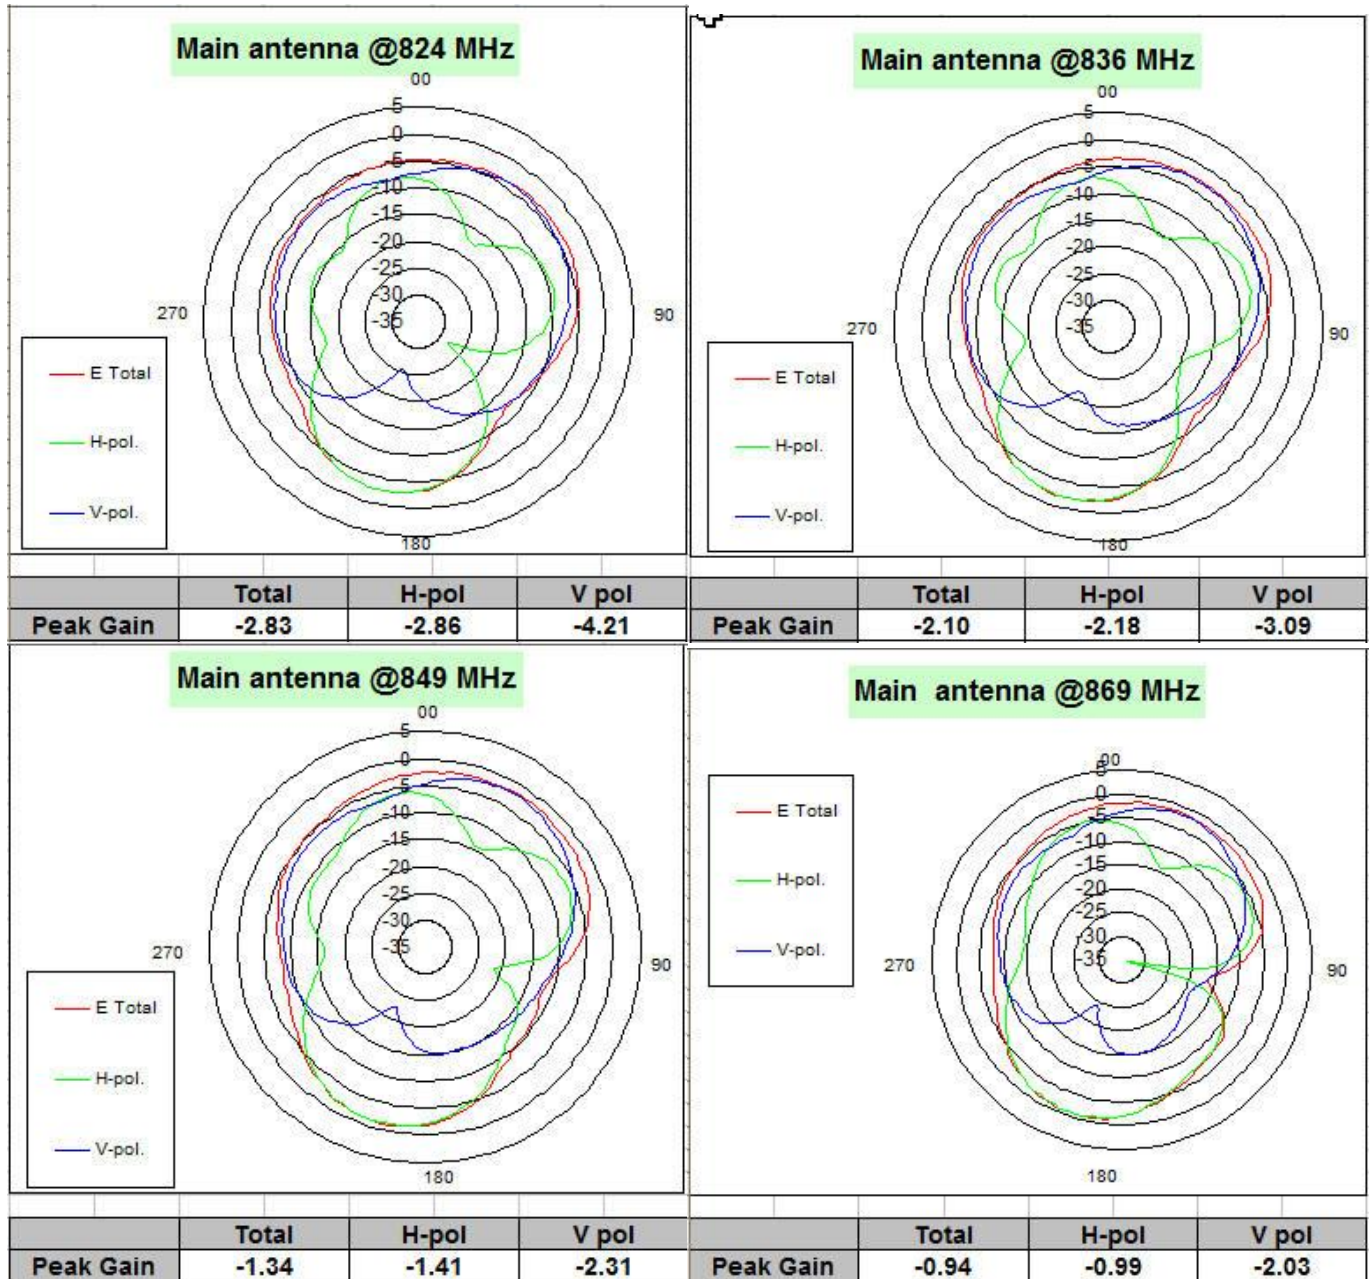 Main antenna @824 MHz
00
5
0
-5
-10
-15
-20
-25
-30
-35
270
90
180
E Total
H-pol.
V-pol.
Total H-pol V pol
Peak Gain -2.83 -2.86 -4.21
Main antenna @836 MHz
00
5
0
-5
-10
-15
-20
-25
-30
-35
270
90
180
E Total
H-pol.
V-pol.
Total H-pol V pol
Peak Gain -2.10 -2.18 -3.09
Main antenna @849 MHz
00
5
0
-5
-10
-15
-20
-25
-30
-35
270
90
180
E Total
H-pol.
V-pol.
Total H-pol V pol
Peak Gain -1.34 -1.41 -2.31
Main antenna @869 MHz
00
5
0
-5
-10
-15
-20
-25
-30
-35
270
90
180
E Total
H-pol.
V-pol.
Total H-pol V pol
Peak Gain -0.94 -0.99 -2.03